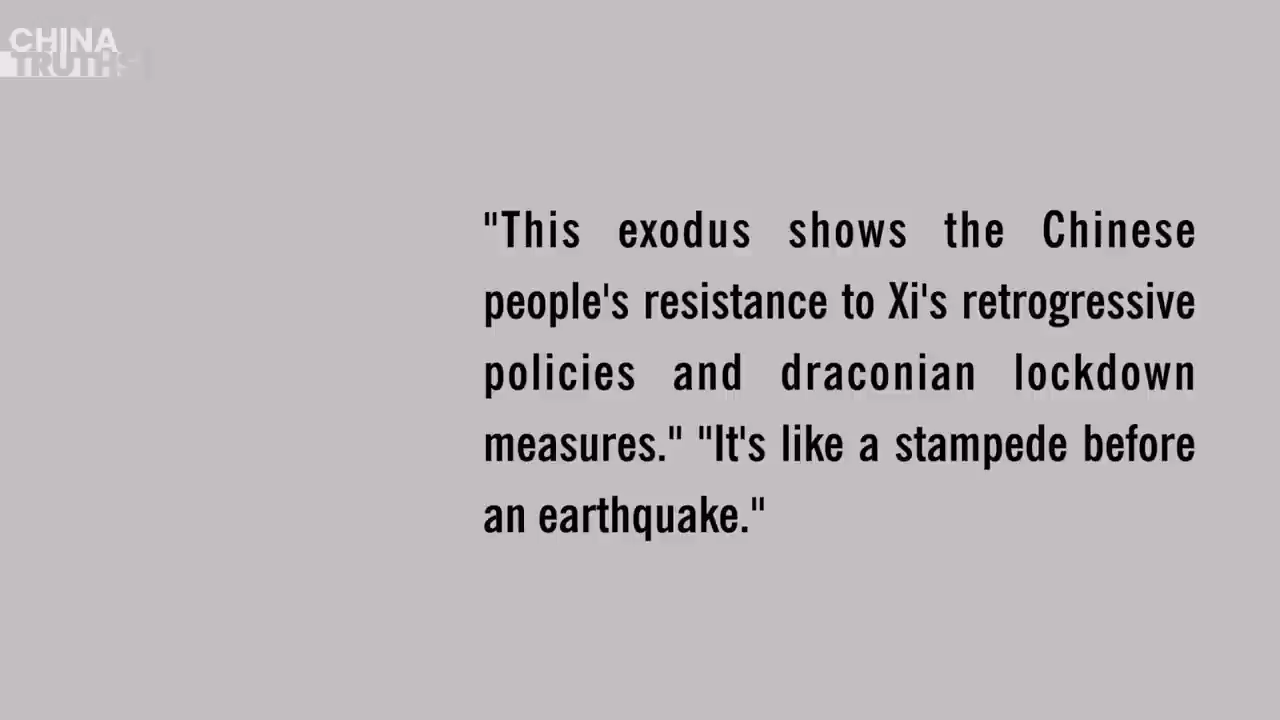 CHINA
TRUTHS
"This exodus shows the Chinese
people's resistance to Xi's retrogressive
policies and draconian lockdown
measures." "It's like a stampede before
an earthquake."